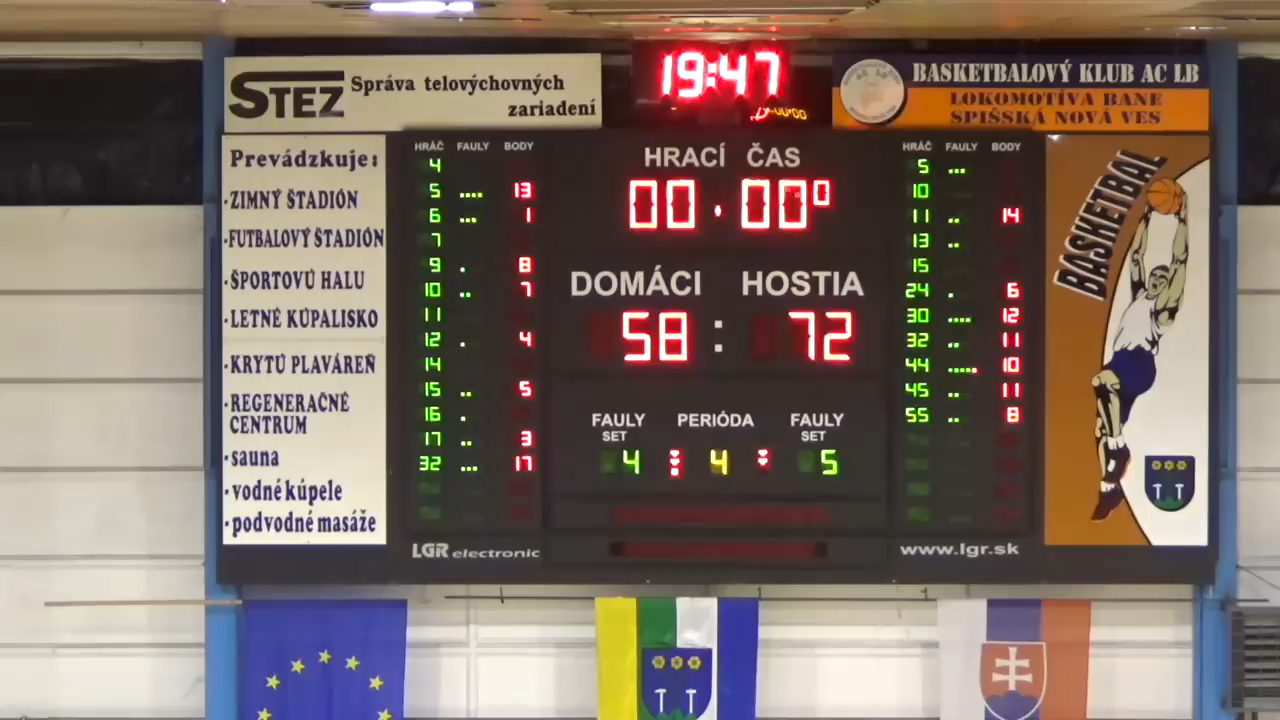 19:47
STEZ
Správa telovýchovných
zariadení
BASKETBALOVÝ KLUB AC LB
LOKOMOTÍVA BANE
SPIŠSKÁ NOVÁ VES
Prevádzkuje:
·ZIMNÝ ŠTADIÓN
·FUTBALOVÝ ŠTADIÓN
·ŠPORTOVÚ HALU
·LETNÉ KÚPALISKO
·KRYTÚ PLAVÁREŇ
·REGENERAČNÉ
CENTRUM
·sauna
·vodné kúpele
·podvodné masáže
HRÁČ FAULY BODY
4
5 .... 13
6 ... 1
7
9 . 8
10 .. 7
11
12 . 4
14
15 .. 5
16 .
17 .. 3
32 ... 17
LGR electronic
HRACÍ ČAS
00.000
DOMÁCI HOSTIA
58 : 72
FAULY PERIÓDA FAULY
SET SET
4 4 5
HRÁČ FAULY BODY
5 ...
10
11 .. 14
13 ..
15
24 . 6
30 .... 12
32 .. 11
44 ..... 10
45 .. 11
55 .. 8
www.lgr.sk
BASKETBAL